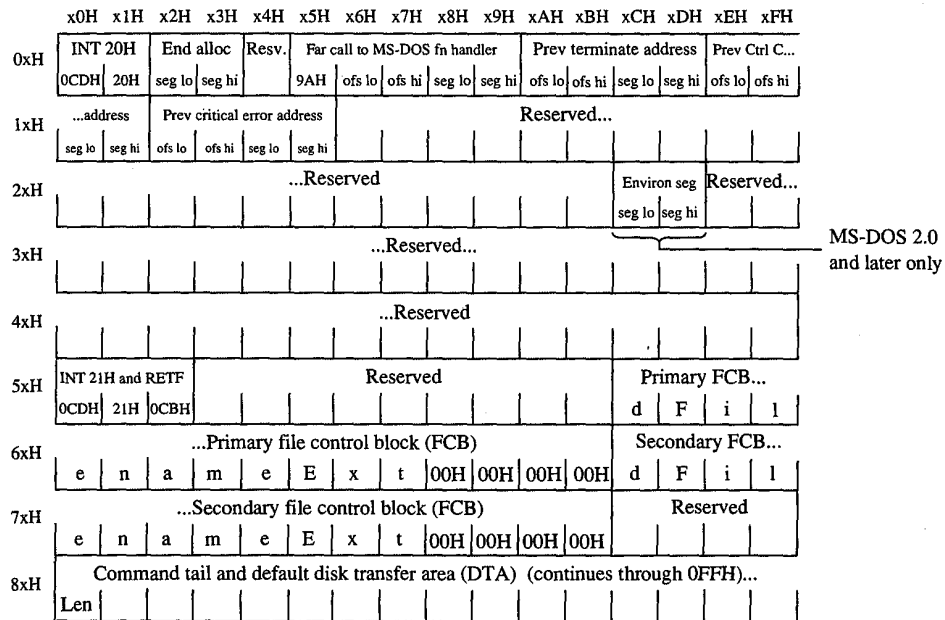 x0H x1H x2H x3H x4H x5H x6H x7H x8H x9H xAH xBH xCH xDH xEH xFH
0xH INT 20H End alloc Resv. Far call to MS-DOS fn handler Prev terminate address Prev Ctrl C...
0CDH 20H seg lo seg hi 9AH ofs lo ofs hi seg lo seg hi ofs lo ofs hi seg lo seg hi ofs lo ofs hi
1xH ...address Prev critical error address Reserved...
seg lo seg hi ofs lo ofs hi seg lo seg hi
2xH ...Reserved Environ seg Reserved...
seg lo seg hi
MS-DOS 2.0
and later only
3xH ...Reserved...
4xH ...Reserved
5xH INT 21H and RETF Reserved Primary FCB...
0CDH 21H 0CBH d F i l
6xH ...Primary file control block (FCB) Secondary FCB...
e n a m e E x t 00H 00H 00H 00H d F i l
7xH ...Secondary file control block (FCB) Reserved
e n a m e E x t 00H 00H 00H 00H
8xH Command tail and default disk transfer area (DTA) (continues through 0FFH)...
Len